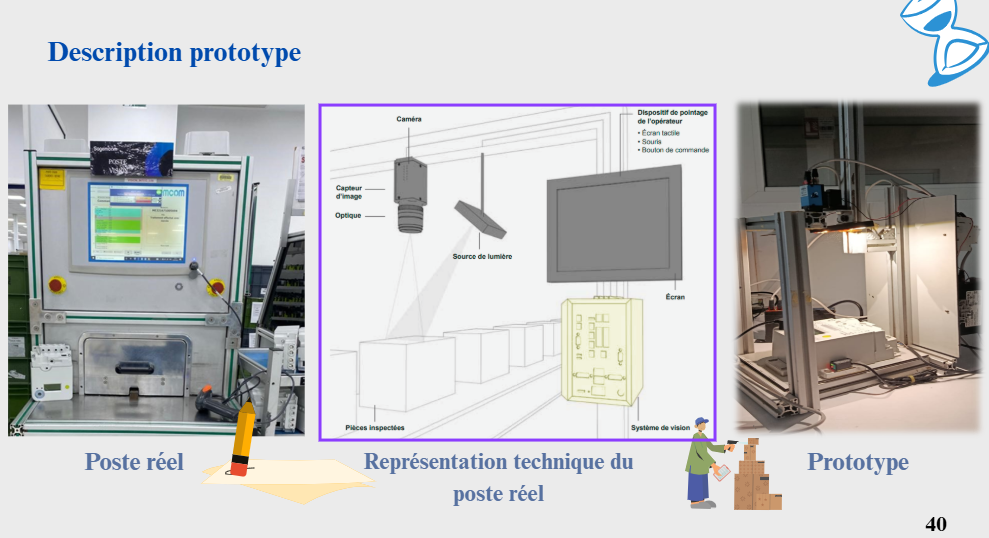 Description prototype
Sagemcom
POSTE
Vision
Caméra
Capteur
d'image
Optique
Source de lumière
Dispositif de pointage
de l'opérateur
• Écran tactile
• Souris
• Bouton de commande
Écran
Pièces inspectées
Système de vision
Poste réel
Représentation technique du
poste réel
Prototype
40